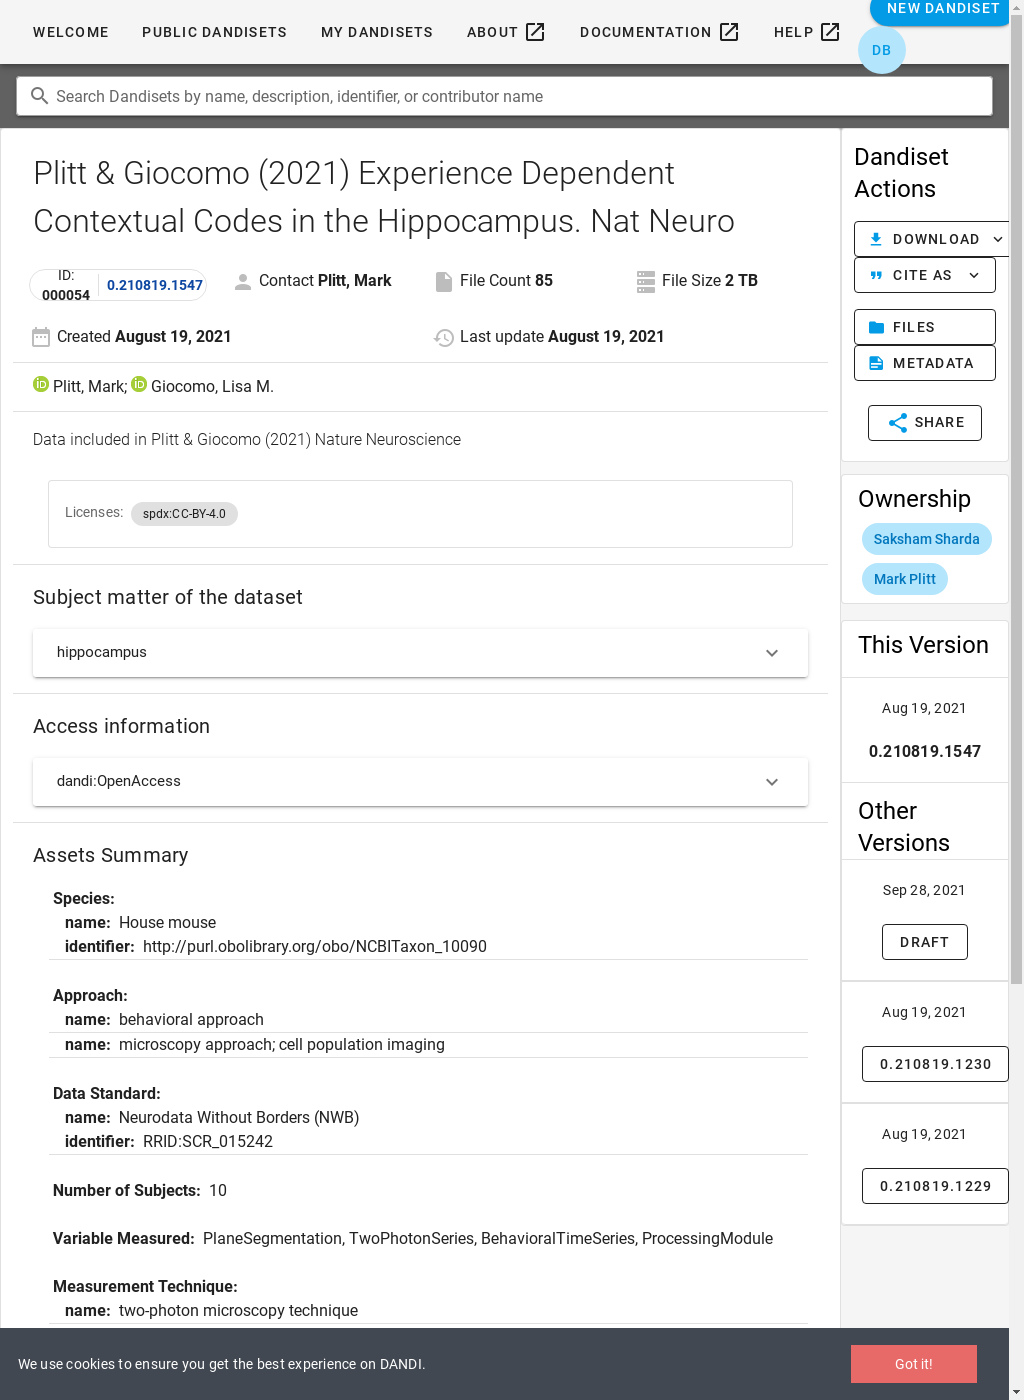 WELCOME PUBLIC DANDISETS MY DANDISETS ABOUT DOCUMENTATION HELP NEW DANDISET
DB
Search Dandisets by name, description, identifier, or contributor name
Plitt & Giocomo (2021) Experience Dependent
Contextual Codes in the Hippocampus. Nat Neuro
ID:
000054 0.210819.1547
Contact Plitt, Mark
File Count 85
File Size 2 TB
Created August 19, 2021
Last update August 19, 2021
Plitt, Mark; Giocomo, Lisa M.
Data included in Plitt & Giocomo (2021) Nature Neuroscience
Licenses: spdx:CC-BY-4.0
Subject matter of the dataset
hippocampus
Access information
dandi:OpenAccess
Assets Summary
Species:
name: House mouse
identifier: http://purl.obolibrary.org/obo/NCBITaxon_10090
Approach:
name: behavioral approach
name: microscopy approach; cell population imaging
Data Standard:
name: Neurodata Without Borders (NWB)
identifier: RRID:SCR_015242
Number of Subjects: 10
Variable Measured: PlaneSegmentation, TwoPhotonSeries, BehavioralTimeSeries, ProcessingModule
Measurement Technique:
name: two-photon microscopy technique
Dandiset
Actions
DOWNLOAD
CITE AS
FILES
METADATA
SHARE
Ownership
Saksham Sharda
Mark Plitt
This Version
Aug 19, 2021
0.210819.1547
Other
Versions
Sep 28, 2021
DRAFT
Aug 19, 2021
0.210819.1230
Aug 19, 2021
0.210819.1229
We use cookies to ensure you get the best experience on DANDI.
Got it!